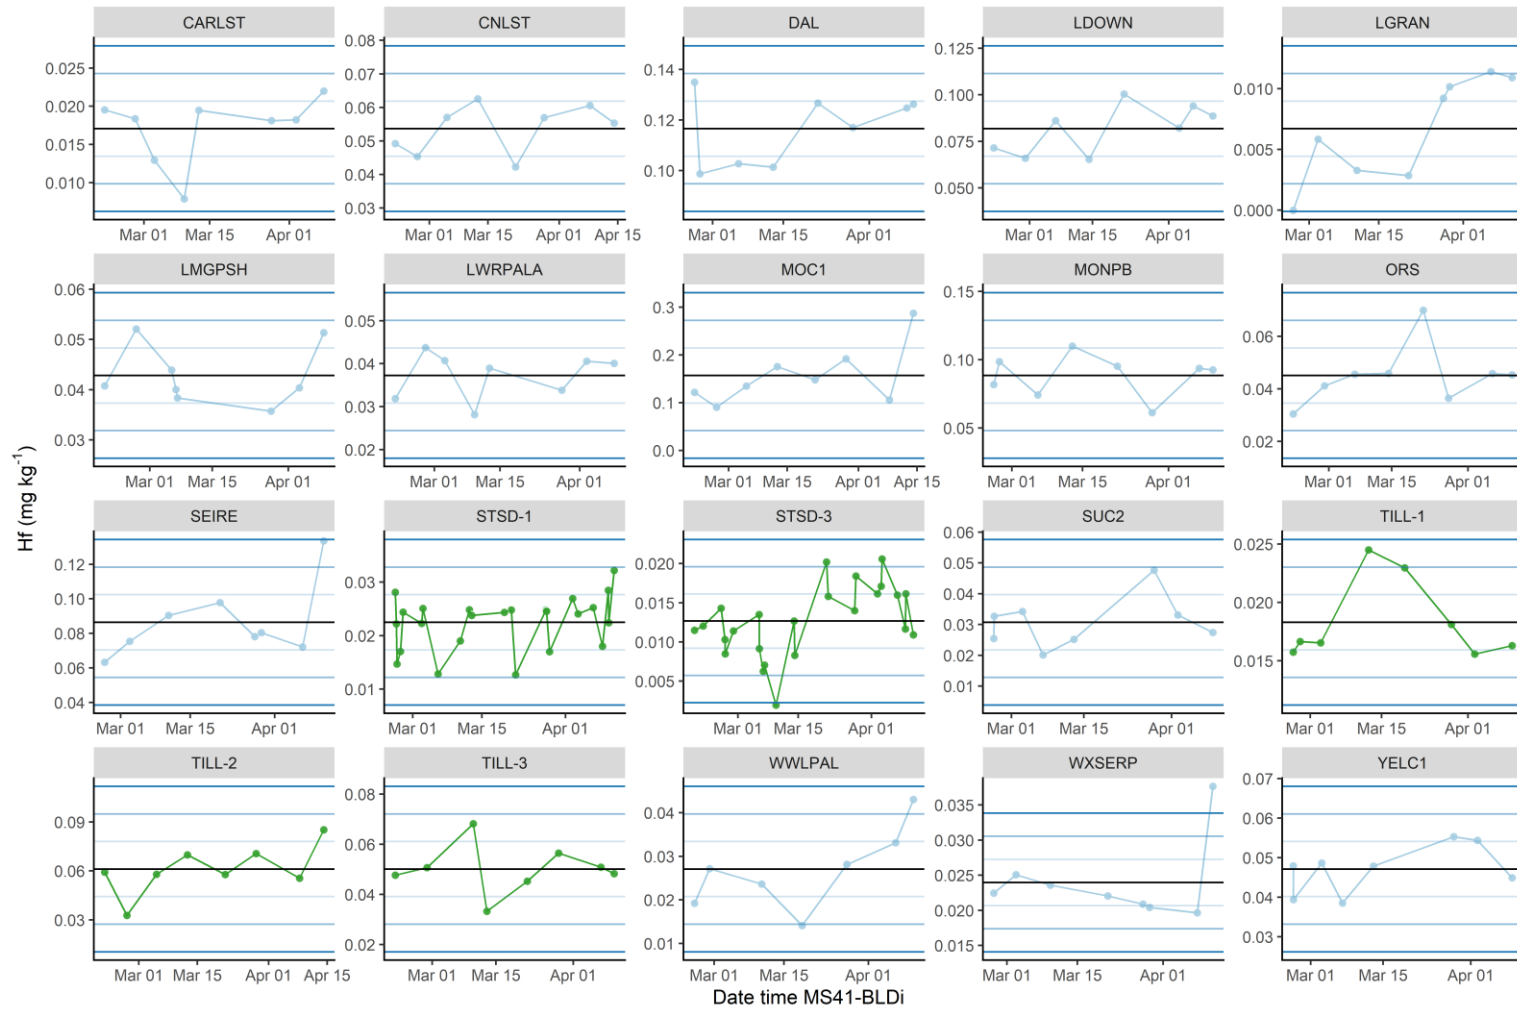 CARLST CNLST DAL LDOWN LGRAN
0.025 0.020 0.015 0.010
0.08 0.07 0.06 0.05 0.04 0.03
0.14 0.12 0.10
0.125 0.100 0.075 0.050
0.010 0.005 0.000
Mar 01 Mar 15 Apr 01
Mar 01 Mar 15 Apr 01 Apr 15
Mar 01 Mar 15 Apr 01
Mar 01 Mar 15 Apr 01
Mar 01 Mar 15 Apr 01
LMGPSH LWRPALA MOC1 MONPB ORS
0.06 0.05 0.04 0.03
0.05 0.04 0.03 0.02
0.3 0.2 0.1 0.0
0.15 0.10 0.05
0.06 0.04 0.02
Mar 01 Mar 15 Apr 01
Mar 01 Mar 15 Apr 01
Mar 01 Mar 15 Apr 01 Apr 15
Mar 01 Mar 15 Apr 01
Mar 01 Mar 15 Apr 01
Hf (mg kg⁻¹)
SEIRE STSD-1 STSD-3 SUC2 TILL-1
0.12 0.10 0.08 0.06 0.04
0.03 0.02 0.01
0.020 0.015 0.010 0.005
0.06 0.05 0.04 0.03 0.02 0.01
0.025 0.020 0.015
Mar 01 Mar 15 Apr 01
Mar 01 Mar 15 Apr 01
Mar 01 Mar 15 Apr 01
Mar 01 Mar 15 Apr 01
Mar 01 Mar 15 Apr 01
TILL-2 TILL-3 WWLPAL WXSERP YELC1
0.09 0.06 0.03
0.08 0.06 0.04 0.02
0.04 0.03 0.02 0.01
0.035 0.030 0.025 0.020 0.015
0.07 0.06 0.05 0.04 0.03
Mar 01 Mar 15 Apr 01 Apr 15
Mar 01 Mar 15 Apr 01
Mar 01 Mar 15 Apr 01
Mar 01 Mar 15 Apr 01
Mar 01 Mar 15 Apr 01
Date time MS41-BLDi